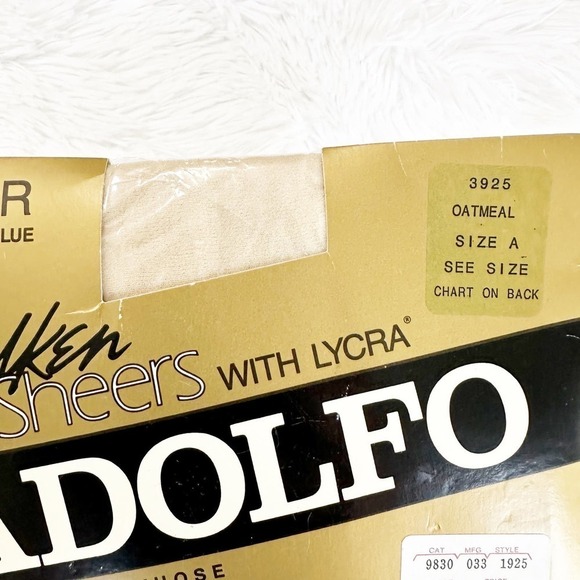 R
LUE
3925
OATMEAL
SIZE A
SEE SIZE
CHART ON BACK
lken
Sheers WITH LYCRA®
ADOLFO
HOSE
CAT MFG STYLE
9830 033 1925